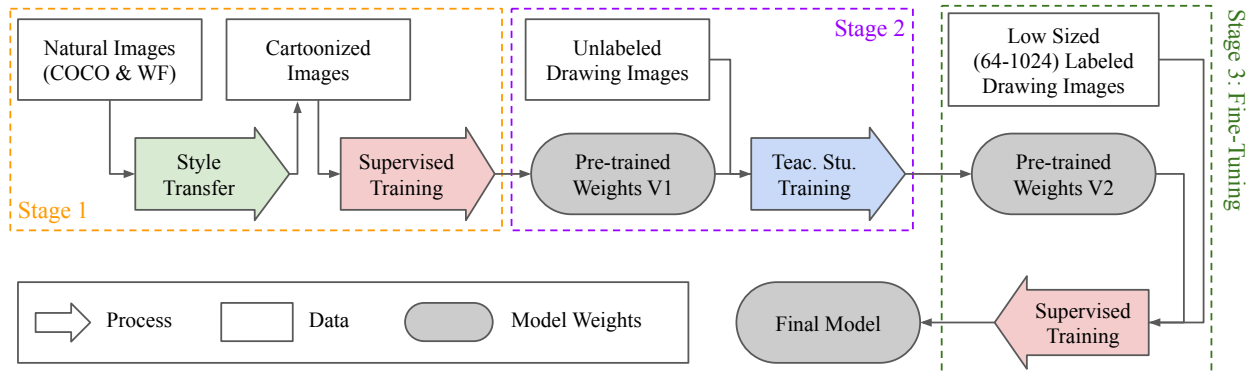 Natural Images
(COCO & WF)
Cartoonized
Images
Style
Transfer
Supervised
Training
Stage 1
Unlabeled
Drawing Images
Stage 2
Pre-trained
Weights V1
Teac. Stu.
Training
Low Sized
(64-1024) Labeled
Drawing Images
Pre-trained
Weights V2
Stage 3: Fine-Tuning
Supervised
Training
Final Model
Process
Data
Model Weights